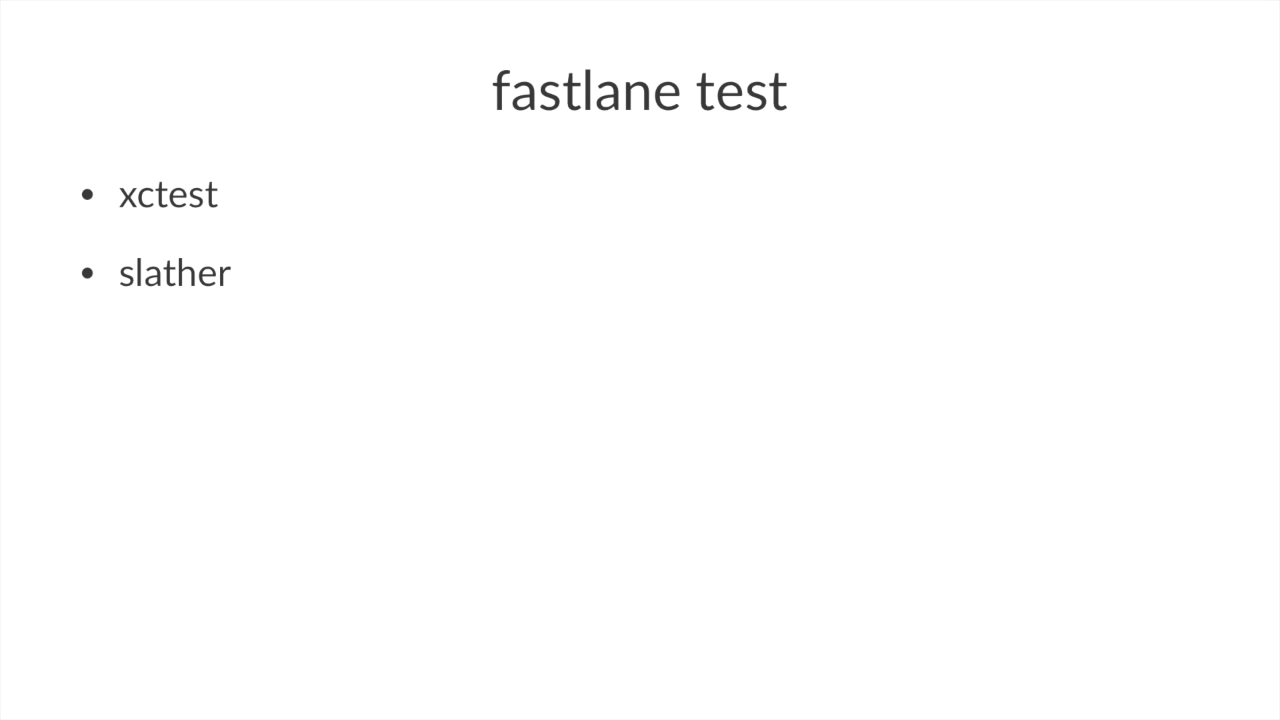 fastlane test
• xctest
• slather